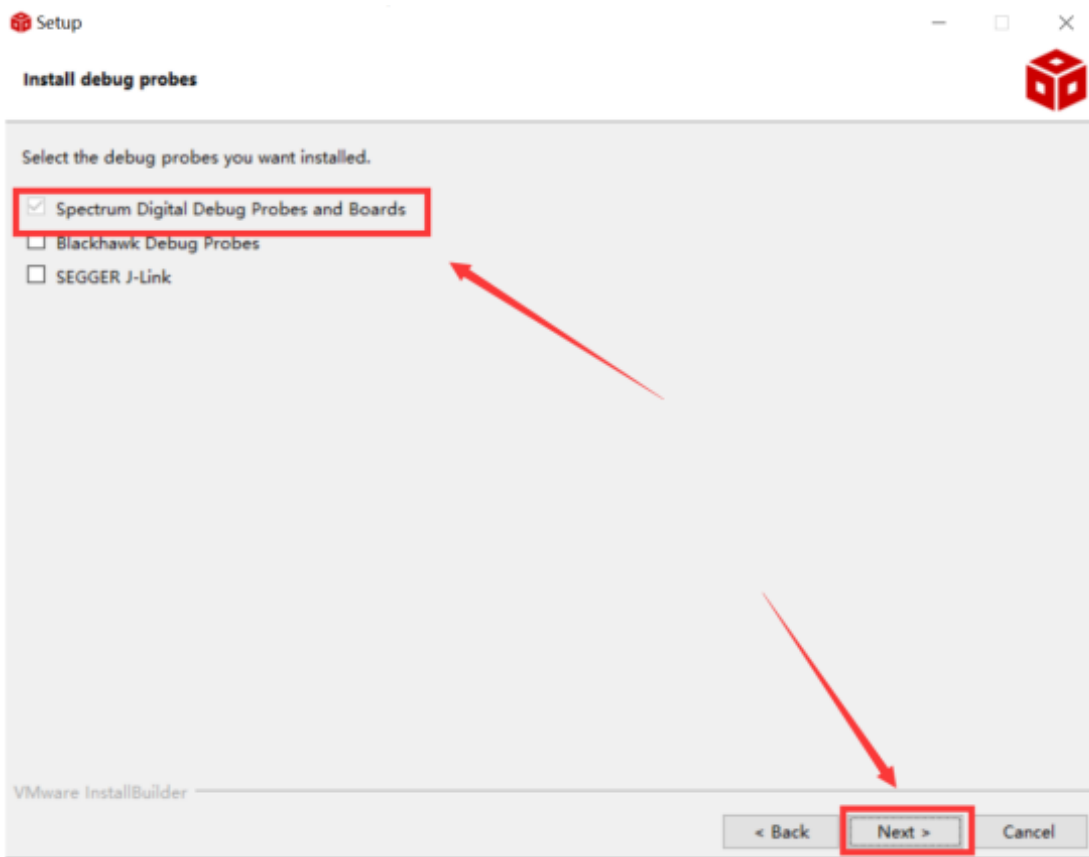 Setup
Install debug probes
Select the debug probes you want installed.
Spectrum Digital Debug Probes and Boards
Blackhawk Debug Probes
SEGGER J-Link
VMware InstallBuilder
< Back Next > Cancel